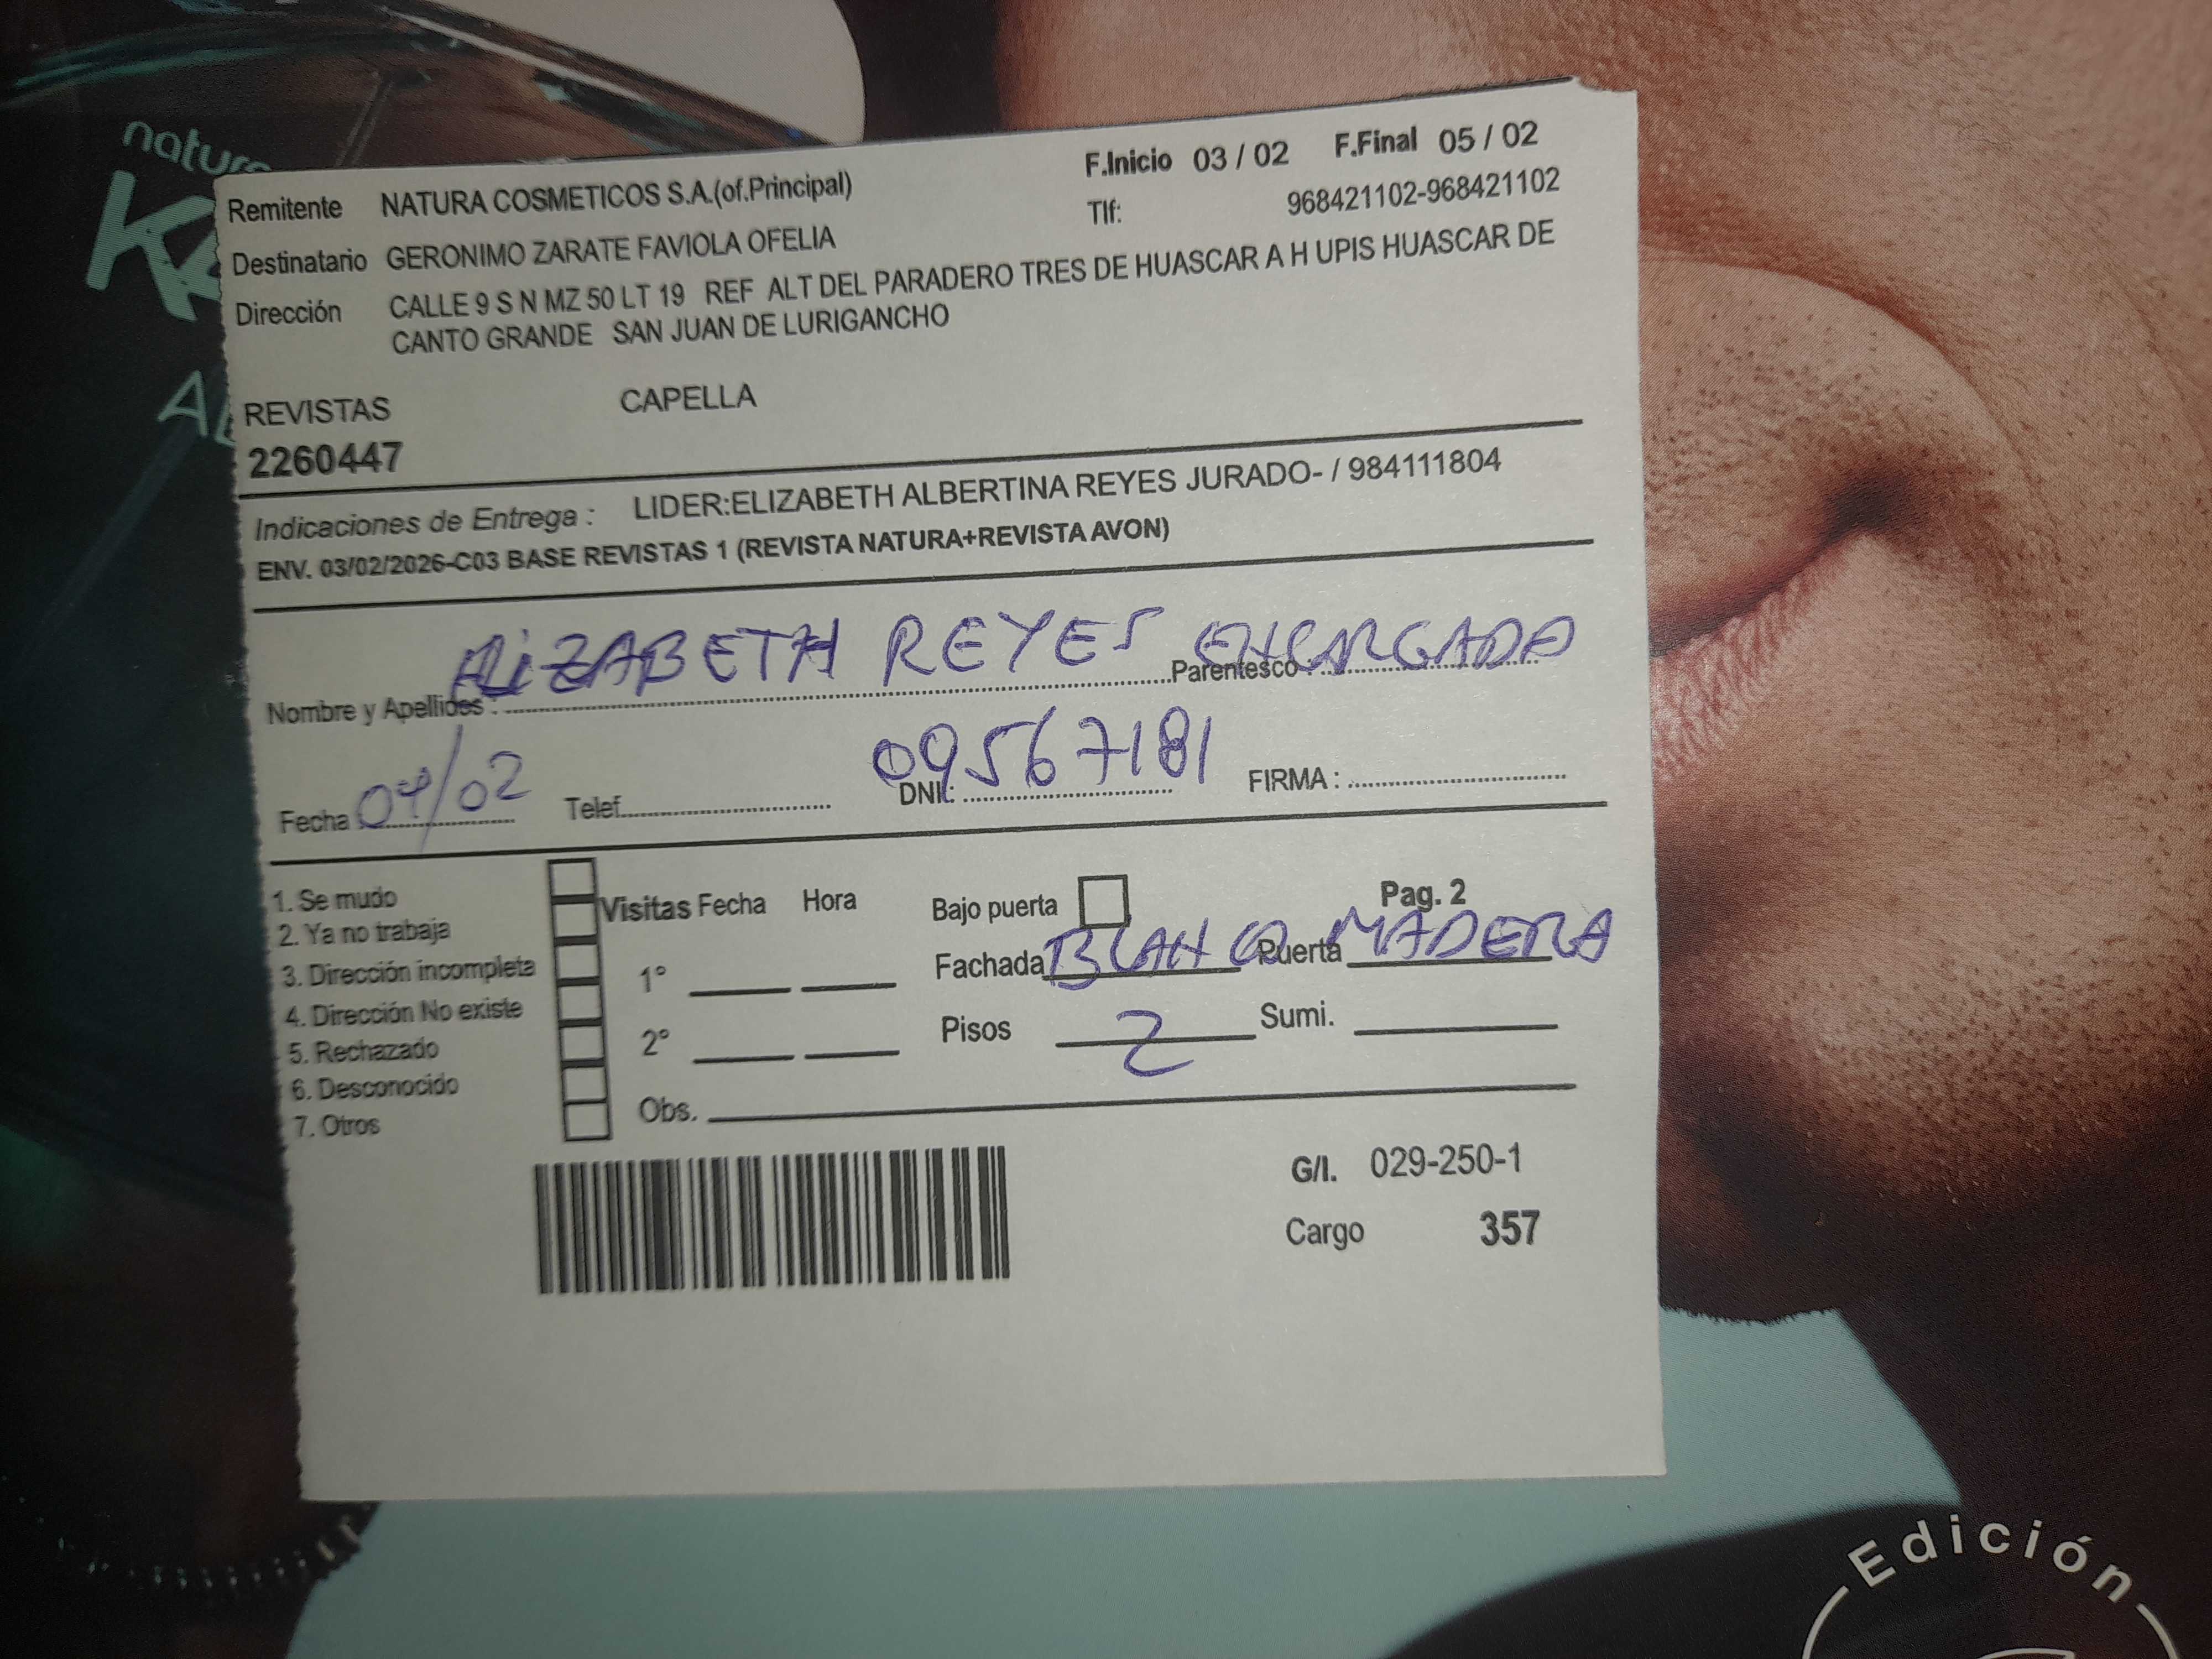 natura
Remitente NATURA COSMETICOS S.A.(of.Principal) F.Inicio 03 / 02 F.Final 05 / 02
Tlf: 968421102-968421102
Destinatario GERONIMO ZARATE FAVIOLA OFELIA
Dirección CALLE 9 S N MZ 50 LT 19 REF ALT DEL PARADERO TRES DE HUASCAR A H UPIS HUASCAR DE
CANTO GRANDE SAN JUAN DE LURIGANCHO
REVISTAS CAPELLA
2260447
Indicaciones de Entrega : LIDER:ELIZABETH ALBERTINA REYES JURADO- / 984111804
ENV. 03/02/2026-C03 BASE REVISTAS 1 (REVISTA NATURA+REVISTA AVON)
Nombre y Apellidos : ELIZABETH REYES Parentesco : ENCARGADA
Fecha 04/02 Telef. DNI: 09567181 FIRMA :
1. Se mudo
2. Ya no trabaja
3. Dirección incompleta
4. Dirección No existe
5. Rechazado
6. Desconocido
7. Otros
Visitas Fecha Hora
1°
2°
Obs.
Bajo puerta Pag. 2
Fachada BLANCO Puerta MADERA
Pisos 2 Sumi.
G/I. 029-250-1
Cargo 357
Edición